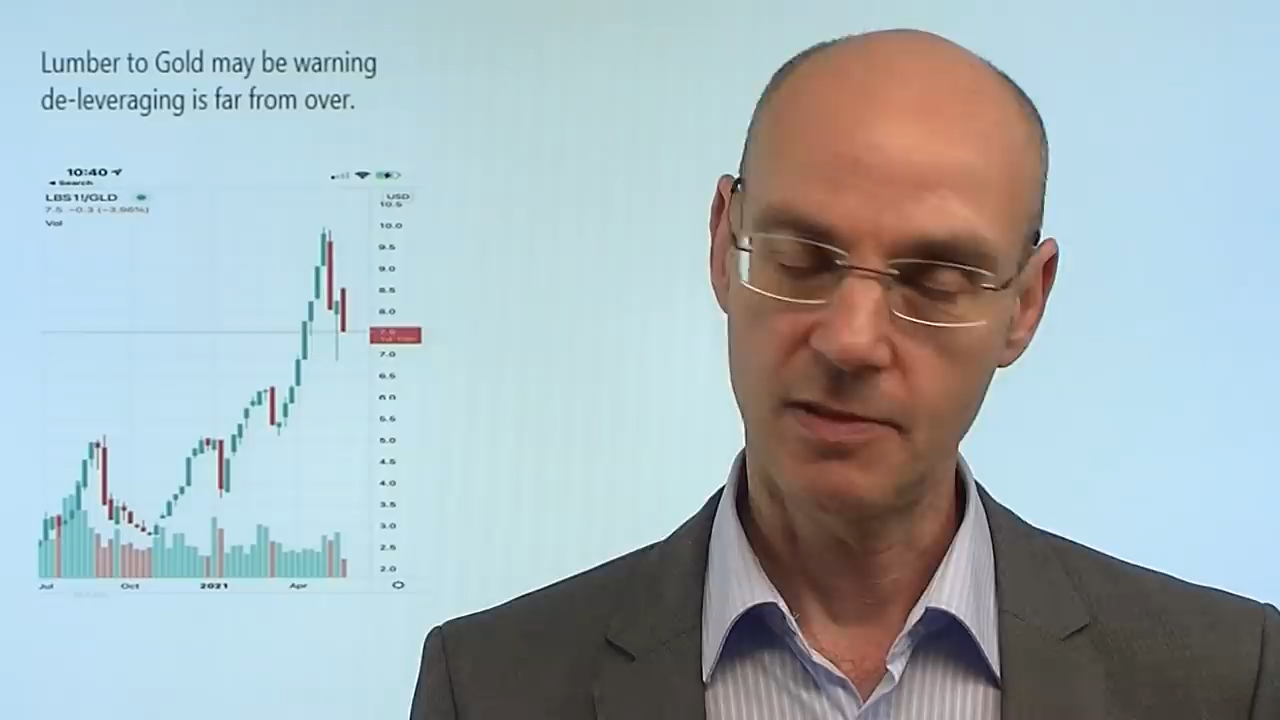 Lumber to Gold may be warning
de-leveraging is far from over.
10:40
Search
LBS1!/GLD
USD
7.5 -0.3 (-3.96%)
Vol
10.5
10.0
9.5
9.0
8.5
8.0
7.0
6.5
6.0
5.5
5.0
4.5
4.0
3.5
3.0
2.5
2.0
Jul
Oct
2021
Apr